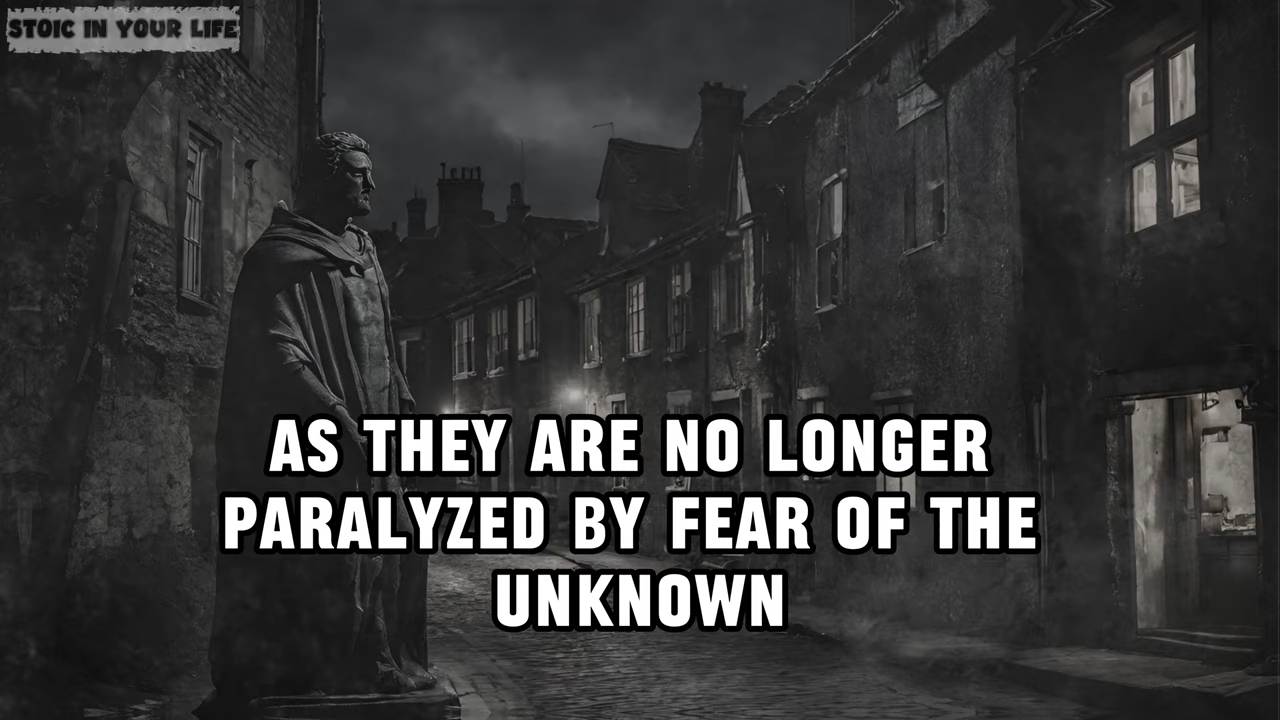 STOIC IN YOUR LIFE
AS THEY ARE NO LONGER
PARALYZED BY FEAR OF THE
UNKNOWN